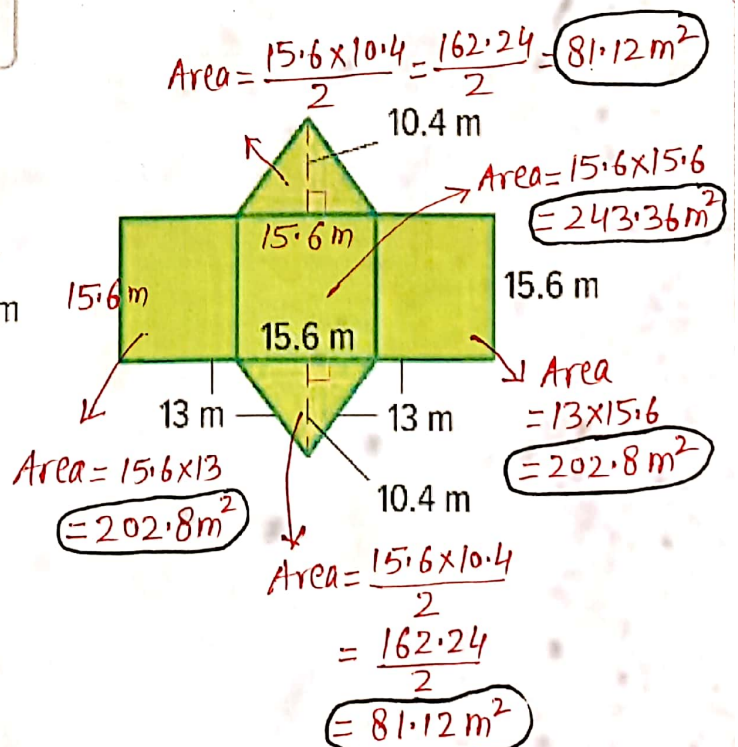 Area = 15.6 × 10.4 / 2 = 162.24 / 2 = 81.12 m²
10.4 m
Area = 15.6 × 15.6
= 243.36 m²
15.6 m
15.6 m
15.6 m
m
15.6 m
Area
= 13 × 15.6
= 202.8 m²
13 m
13 m
Area = 15.6 × 13
= 202.8 m²
10.4 m
Area = 15.6 × 10.4 / 2
= 162.24 / 2
= 81.12 m²